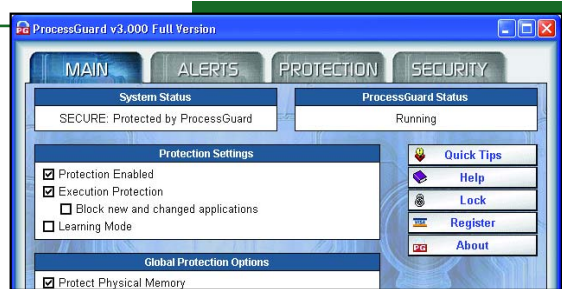 ProcessGuard v3.000 Full Version
MAIN
ALERTS
PROTECTION
SECURITY
System Status
SECURE: Protected by ProcessGuard
ProcessGuard Status
Running
Protection Settings
Protection Enabled
Execution Protection
Block new and changed applications
Learning Mode
Quick Tips
Help
Lock
Register
PG About
Global Protection Options
Protect Physical Memory